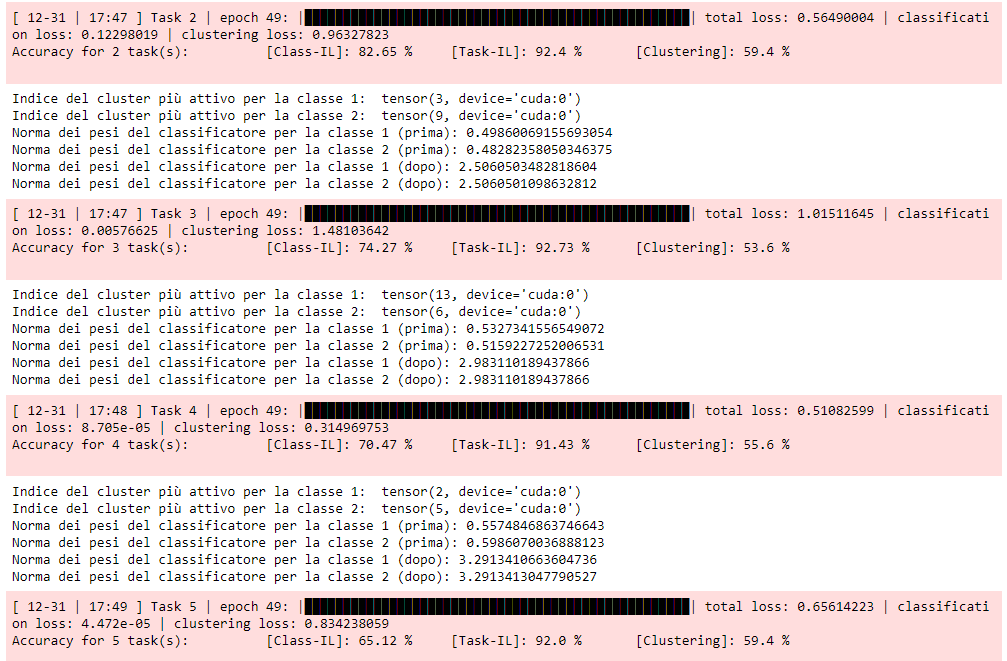 [ 12-31 | 17:47 ] Task 2 | epoch 49: || total loss: 0.56490004 | classificati
on loss: 0.12298019 | clustering loss: 0.96327823
Accuracy for 2 task(s): [Class-IL]: 82.65 % [Task-IL]: 92.4 % [Clustering]: 59.4 %
Indice del cluster più attivo per la classe 1: tensor(3, device='cuda:0')
Indice del cluster più attivo per la classe 2: tensor(9, device='cuda:0')
Norma dei pesi del classificatore per la classe 1 (prima): 0.49860069155693054
Norma dei pesi del classificatore per la classe 2 (prima): 0.48282358050346375
Norma dei pesi del classificatore per la classe 1 (dopo): 2.5060503482818604
Norma dei pesi del classificatore per la classe 2 (dopo): 2.5060501098632812
[ 12-31 | 17:47 ] Task 3 | epoch 49: || total loss: 1.01511645 | classificati
on loss: 0.00576625 | clustering loss: 1.48103642
Accuracy for 3 task(s): [Class-IL]: 74.27 % [Task-IL]: 92.73 % [Clustering]: 53.6 %
Indice del cluster più attivo per la classe 1: tensor(13, device='cuda:0')
Indice del cluster più attivo per la classe 2: tensor(6, device='cuda:0')
Norma dei pesi del classificatore per la classe 1 (prima): 0.5327341556549072
Norma dei pesi del classificatore per la classe 2 (prima): 0.5159227252006531
Norma dei pesi del classificatore per la classe 1 (dopo): 2.983110189437866
Norma dei pesi del classificatore per la classe 2 (dopo): 2.983110189437866
[ 12-31 | 17:48 ] Task 4 | epoch 49: || total loss: 0.51082599 | classificati
on loss: 8.705e-05 | clustering loss: 0.314969753
Accuracy for 4 task(s): [Class-IL]: 70.47 % [Task-IL]: 91.43 % [Clustering]: 55.6 %
Indice del cluster più attivo per la classe 1: tensor(2, device='cuda:0')
Indice del cluster più attivo per la classe 2: tensor(5, device='cuda:0')
Norma dei pesi del classificatore per la classe 1 (prima): 0.5574846863746643
Norma dei pesi del classificatore per la classe 2 (prima): 0.5986070036888123
Norma dei pesi del classificatore per la classe 1 (dopo): 3.2913410663604736
Norma dei pesi del classificatore per la classe 2 (dopo): 3.2913413047790527
[ 12-31 | 17:49 ] Task 5 | epoch 49: || total loss: 0.65614223 | classificati
on loss: 4.472e-05 | clustering loss: 0.834238059
Accuracy for 5 task(s): [Class-IL]: 65.12 % [Task-IL]: 92.0 % [Clustering]: 59.4 %